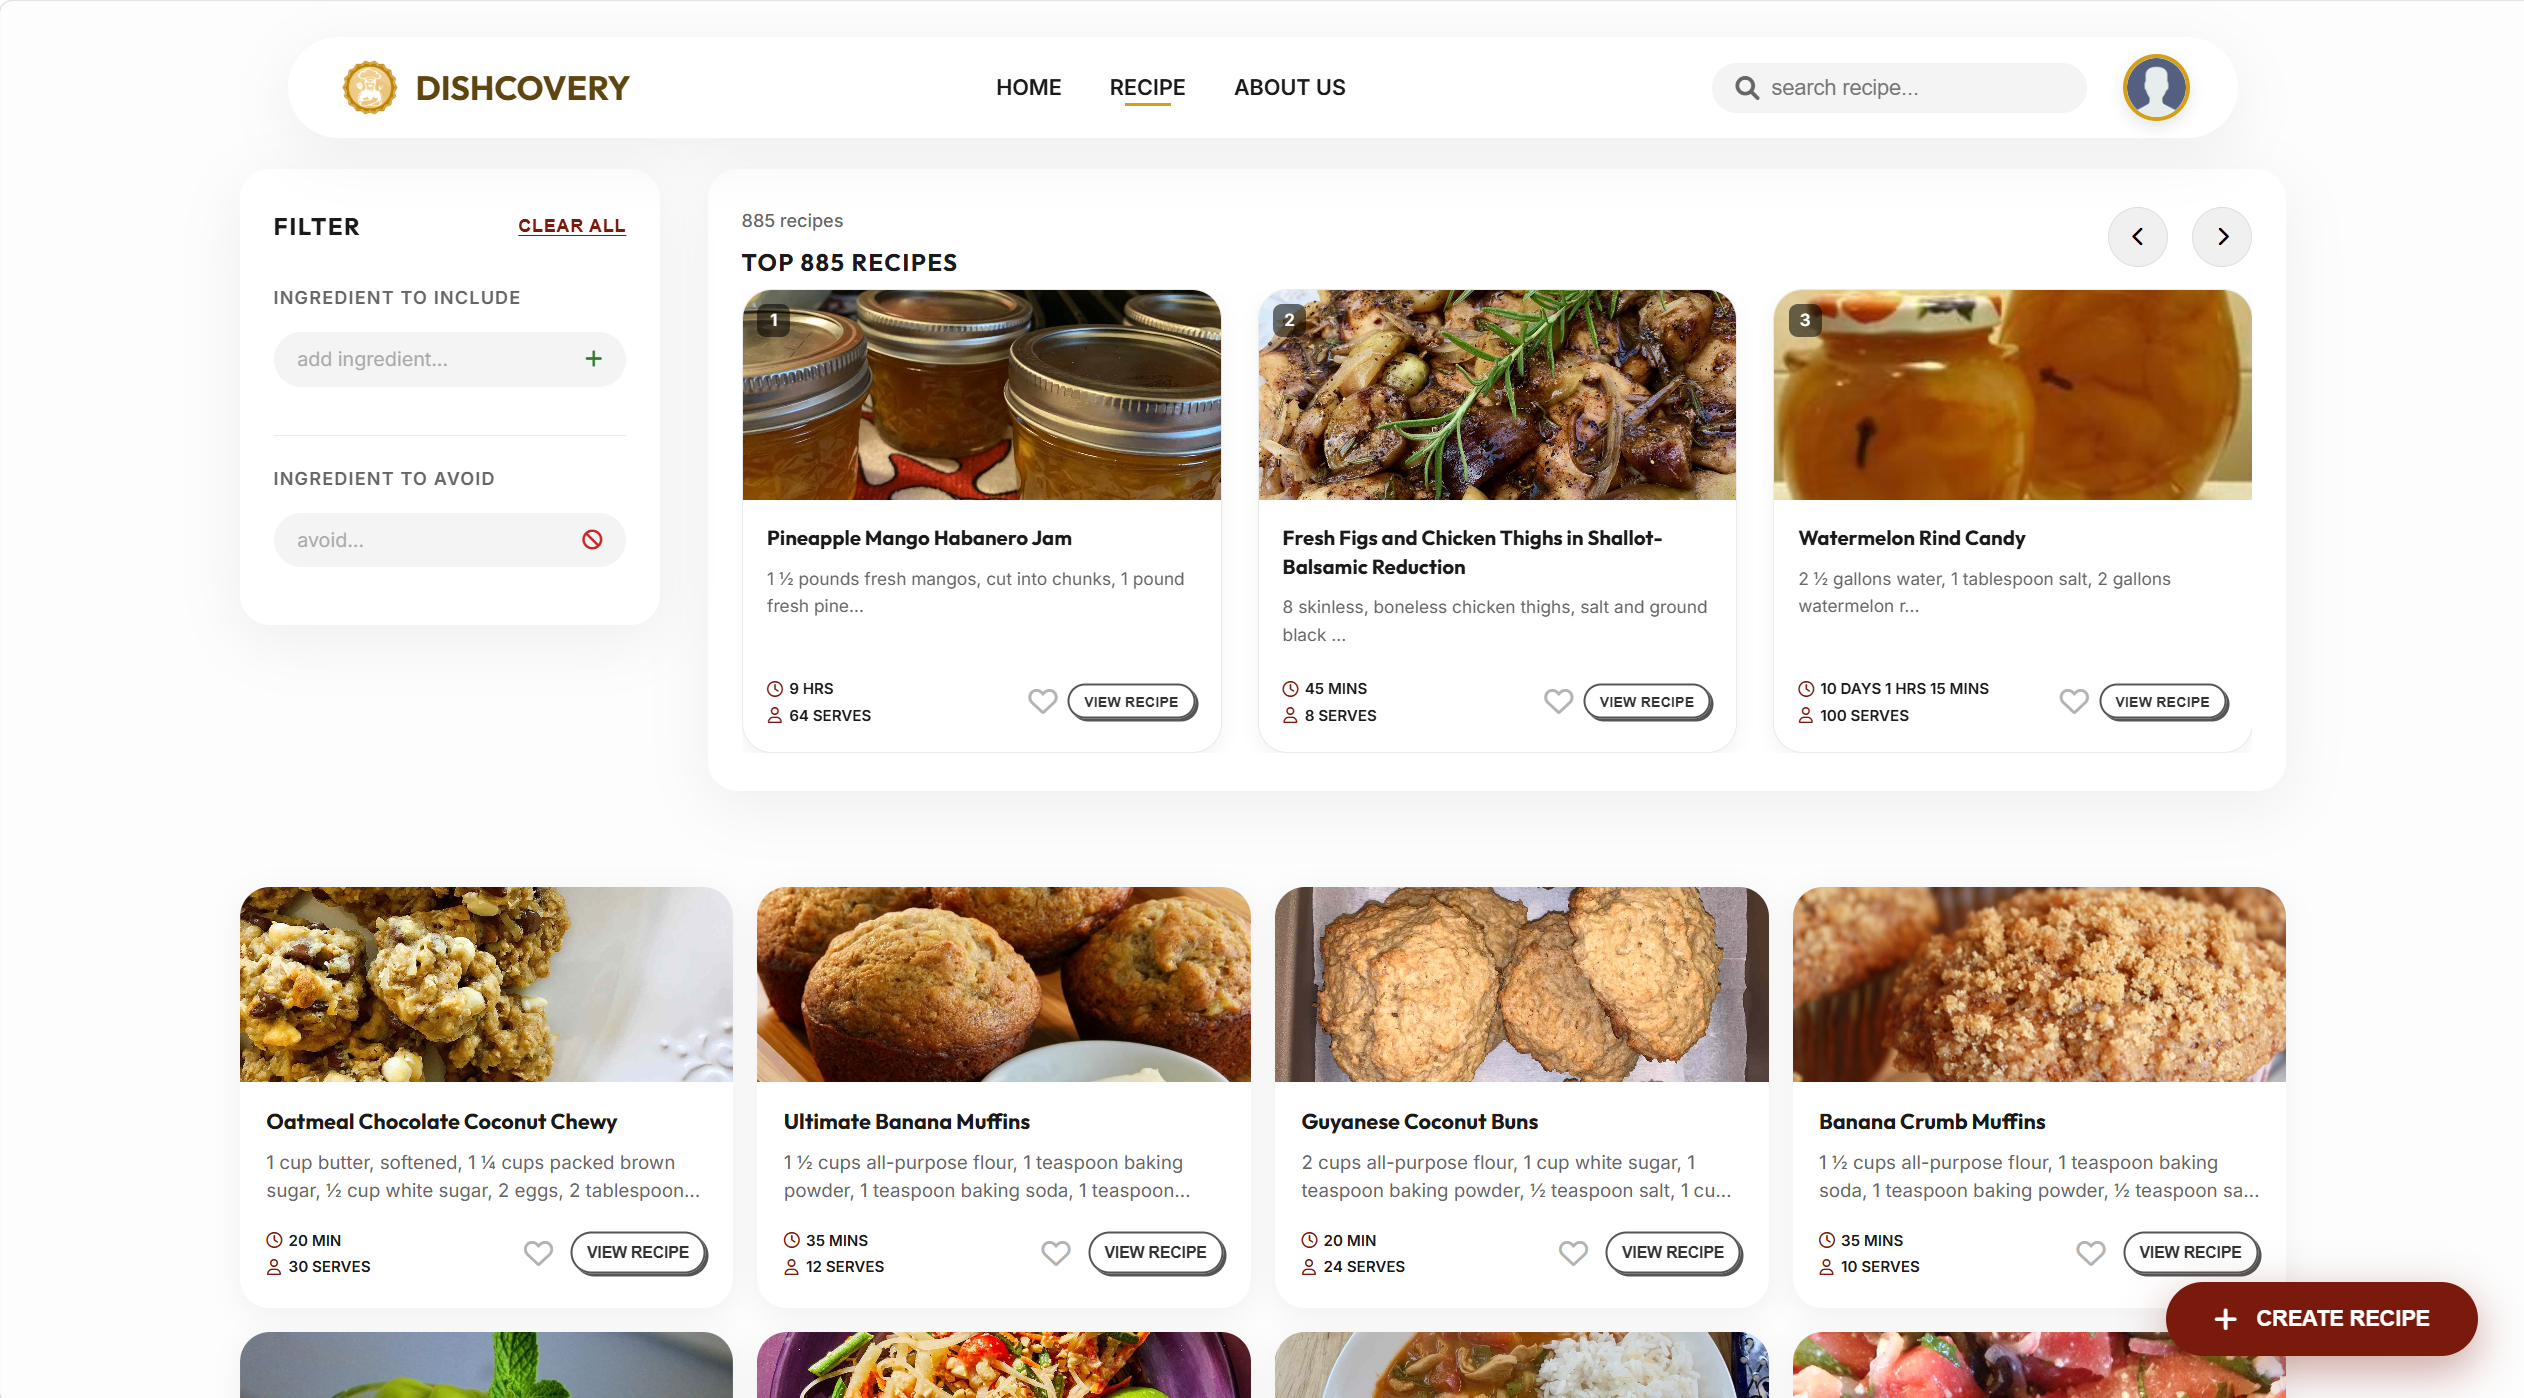 DISHCOVERY
HOME
RECIPE
ABOUT US
search recipe...
FILTER
CLEAR ALL
INGREDIENT TO INCLUDE
add ingredient...
INGREDIENT TO AVOID
avoid...
885 recipes
TOP 885 RECIPES
1
Pineapple Mango Habanero Jam
1 ½ pounds fresh mangos, cut into chunks, 1 pound
fresh pine...
9 HRS
64 SERVES
VIEW RECIPE
2
Fresh Figs and Chicken Thighs in Shallot-
Balsamic Reduction
8 skinless, boneless chicken thighs, salt and ground
black ...
45 MINS
8 SERVES
VIEW RECIPE
3
Watermelon Rind Candy
2 ½ gallons water, 1 tablespoon salt, 2 gallons
watermelon r...
10 DAYS 1 HRS 15 MINS
100 SERVES
VIEW RECIPE
Oatmeal Chocolate Coconut Chewy
1 cup butter, softened, 1 ¼ cups packed brown
sugar, ½ cup white sugar, 2 eggs, 2 tablespoon...
20 MIN
30 SERVES
VIEW RECIPE
Ultimate Banana Muffins
1 ½ cups all-purpose flour, 1 teaspoon baking
powder, 1 teaspoon baking soda, 1 teaspoon...
35 MINS
12 SERVES
VIEW RECIPE
Guyanese Coconut Buns
2 cups all-purpose flour, 1 cup white sugar, 1
teaspoon baking powder, ½ teaspoon salt, 1 cu...
20 MIN
24 SERVES
VIEW RECIPE
Banana Crumb Muffins
1 ½ cups all-purpose flour, 1 teaspoon baking
soda, 1 teaspoon baking powder, ½ teaspoon sa...
35 MINS
10 SERVES
VIEW RECIPE
CREATE RECIPE